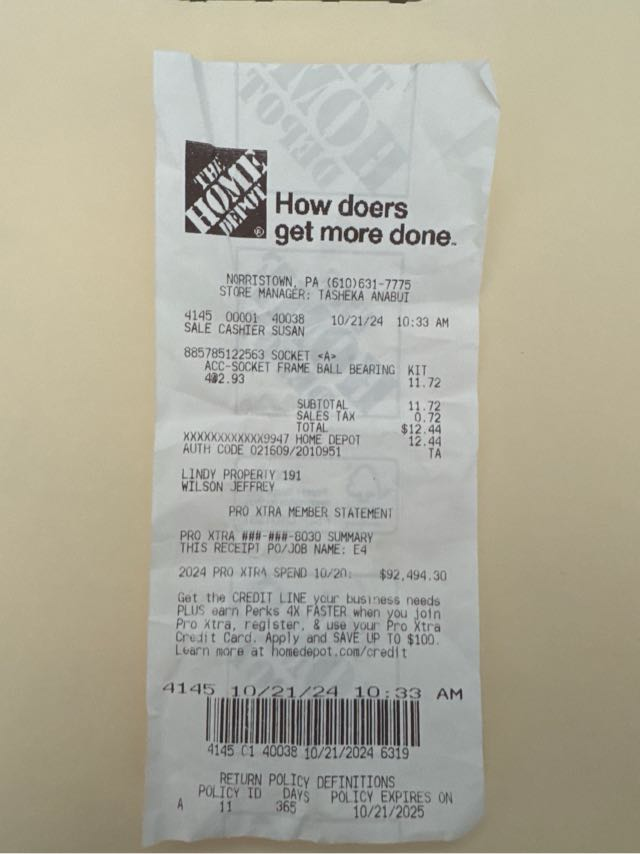 THE
HOME
DEPOT
®
How doers
get more done™
NORRISTOWN, PA (610)631-7775
STORE MANAGER: TASHEKA ANABUI
4145 00001 40038 10/21/24 10:33 AM
SALE CASHIER SUSAN
885785122563 SOCKET <A>
ACC-SOCKET FRAME BALL BEARING KIT
4@2.93 11.72
SUBTOTAL 11.72
SALES TAX 0.72
TOTAL $12.44
XXXXXXXXXXXX9947 HOME DEPOT 12.44
AUTH CODE 021609/2010951 TA
LINDY PROPERTY 191
WILSON JEFFREY
PRO XTRA MEMBER STATEMENT
PRO XTRA ###-###-8030 SUMMARY
THIS RECEIPT PO/JOB NAME: E4
2024 PRO XTRA SPEND 10/20: $92,494.30
Get the CREDIT LINE your business needs
PLUS earn Perks 4X FASTER when you join
Pro Xtra, register, & use your Pro Xtra
Credit Card. Apply and SAVE UP TO $100.
Learn more at homedepot.com/credit
4145 10/21/24 10:33 AM
4145 01 40038 10/21/2024 6319
RETURN POLICY DEFINITIONS
POLICY ID DAYS POLICY EXPIRES ON
A 11 365 10/21/2025